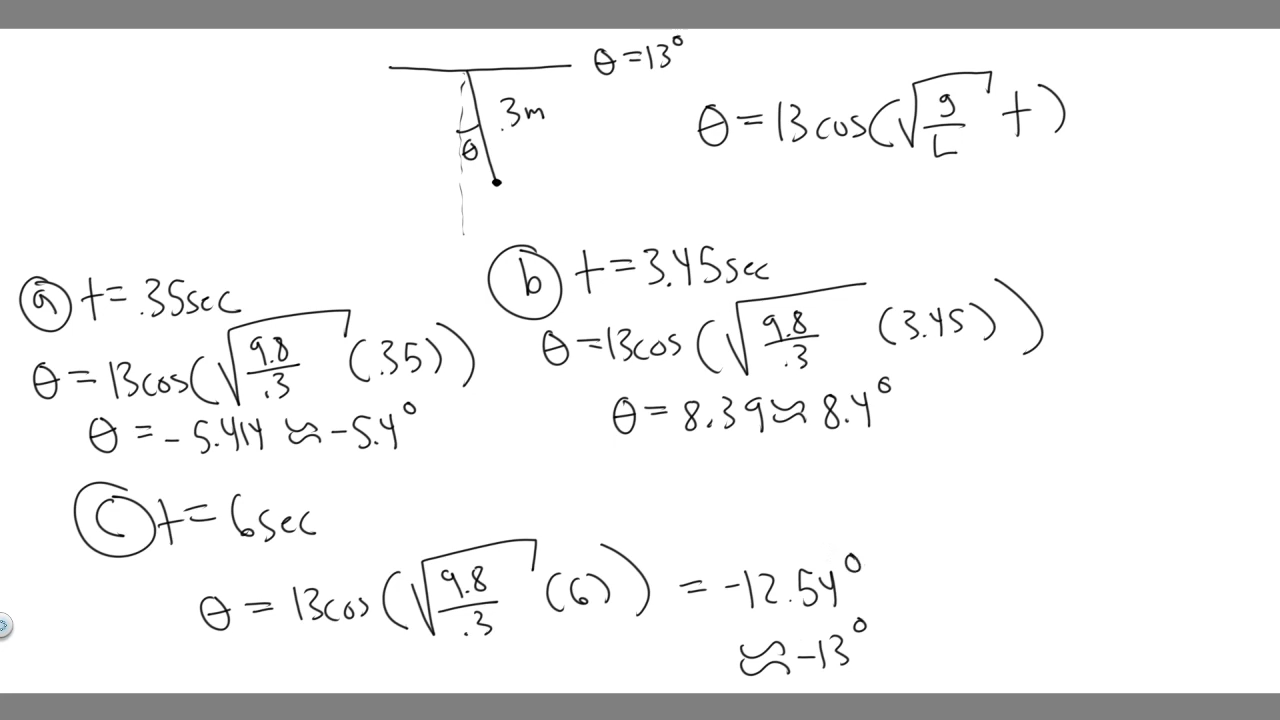 θ = 13°
.3m
θ
θ = 13cos(√(g/L) t)
ⓐ t = .35sec
θ = 13cos(√(9.8/.3) (.35))
θ = -5.414 ≈ -5.4°
ⓑ t = 3.45sec
θ = 13cos(√(9.8/.3) (3.45))
θ = 8.39 ≈ 8.4°
ⓒ t = 6sec
θ = 13cos(√(9.8/.3) (6)) = -12.54°
≈ -13°